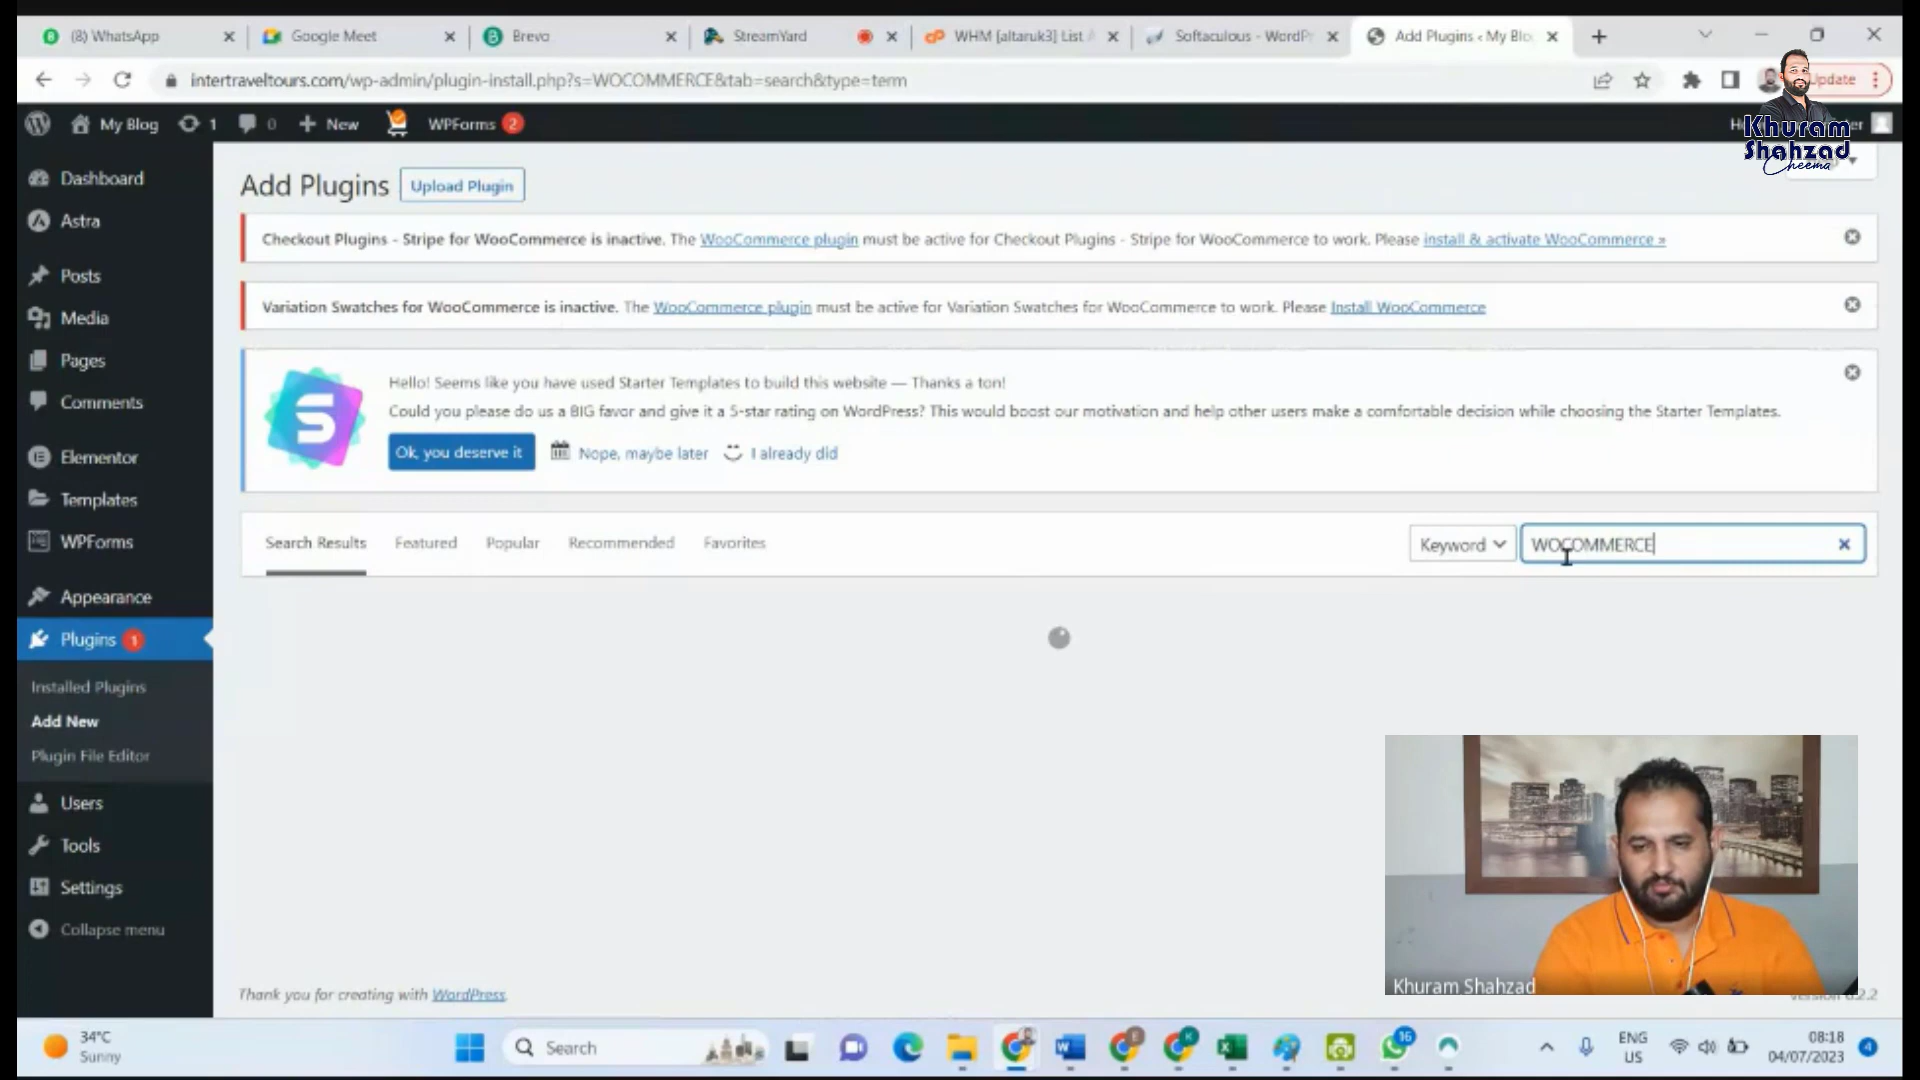 (8) WhatsApp
Google Meet
Brevo
StreamYard
WHM [altaruk3] List A
Softaculous - WordPr
Add Plugins ‹ My Blo
intertraveltours.com/wp-admin/plugin-install.php?s=WOCOMMERCE&tab=search&type=term
Update
My Blog
1
0
New
WPForms 2
Khuram
Shahzad
Cheema
Dashboard
Astra
Posts
Media
Pages
Comments
Elementor
Templates
WPForms
Appearance
Plugins 1
Installed Plugins
Add New
Plugin File Editor
Users
Tools
Settings
Collapse menu
Add Plugins
Upload Plugin
Checkout Plugins - Stripe for WooCommerce is inactive. The WooCommerce plugin must be active for Checkout Plugins - Stripe for WooCommerce to work. Please install & activate WooCommerce »
Variation Swatches for WooCommerce is inactive. The WooCommerce plugin must be active for Variation Swatches for WooCommerce to work. Please Install WooCommerce
Hello! Seems like you have used Starter Templates to build this website — Thanks a ton!
Could you please do us a BIG favor and give it a 5-star rating on WordPress? This would boost our motivation and help other users make a comfortable decision while choosing the Starter Templates.
Ok, you deserve it
Nope, maybe later
I already did
Search Results
Featured
Popular
Recommended
Favorites
Keyword
WOCOMMERCE
Khuram Shahzad
Thank you for creating with WordPress.
34°C
Sunny
Search
16
ENG
US
08:18
04/07/2023
4